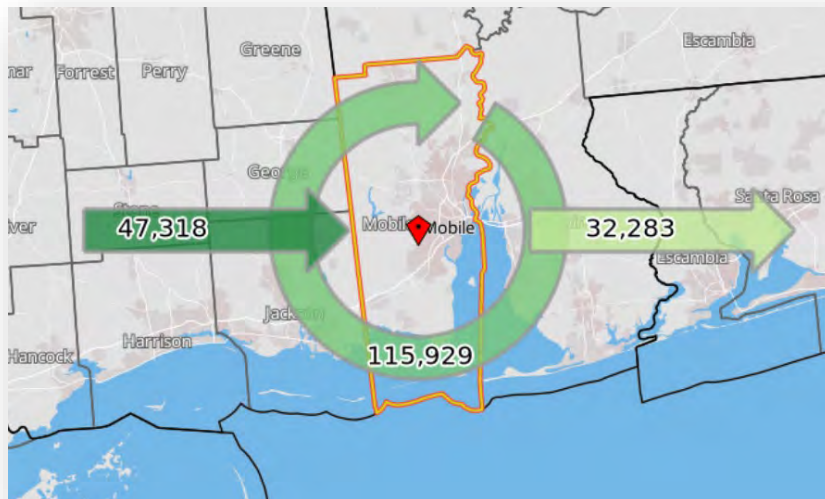 Greene
Escambia
Forrest
Perry
George
Santa Rosa
47,318
Mobile
Mobile
32,283
Escambia
Jackson
Harrison
Hancock
115,929